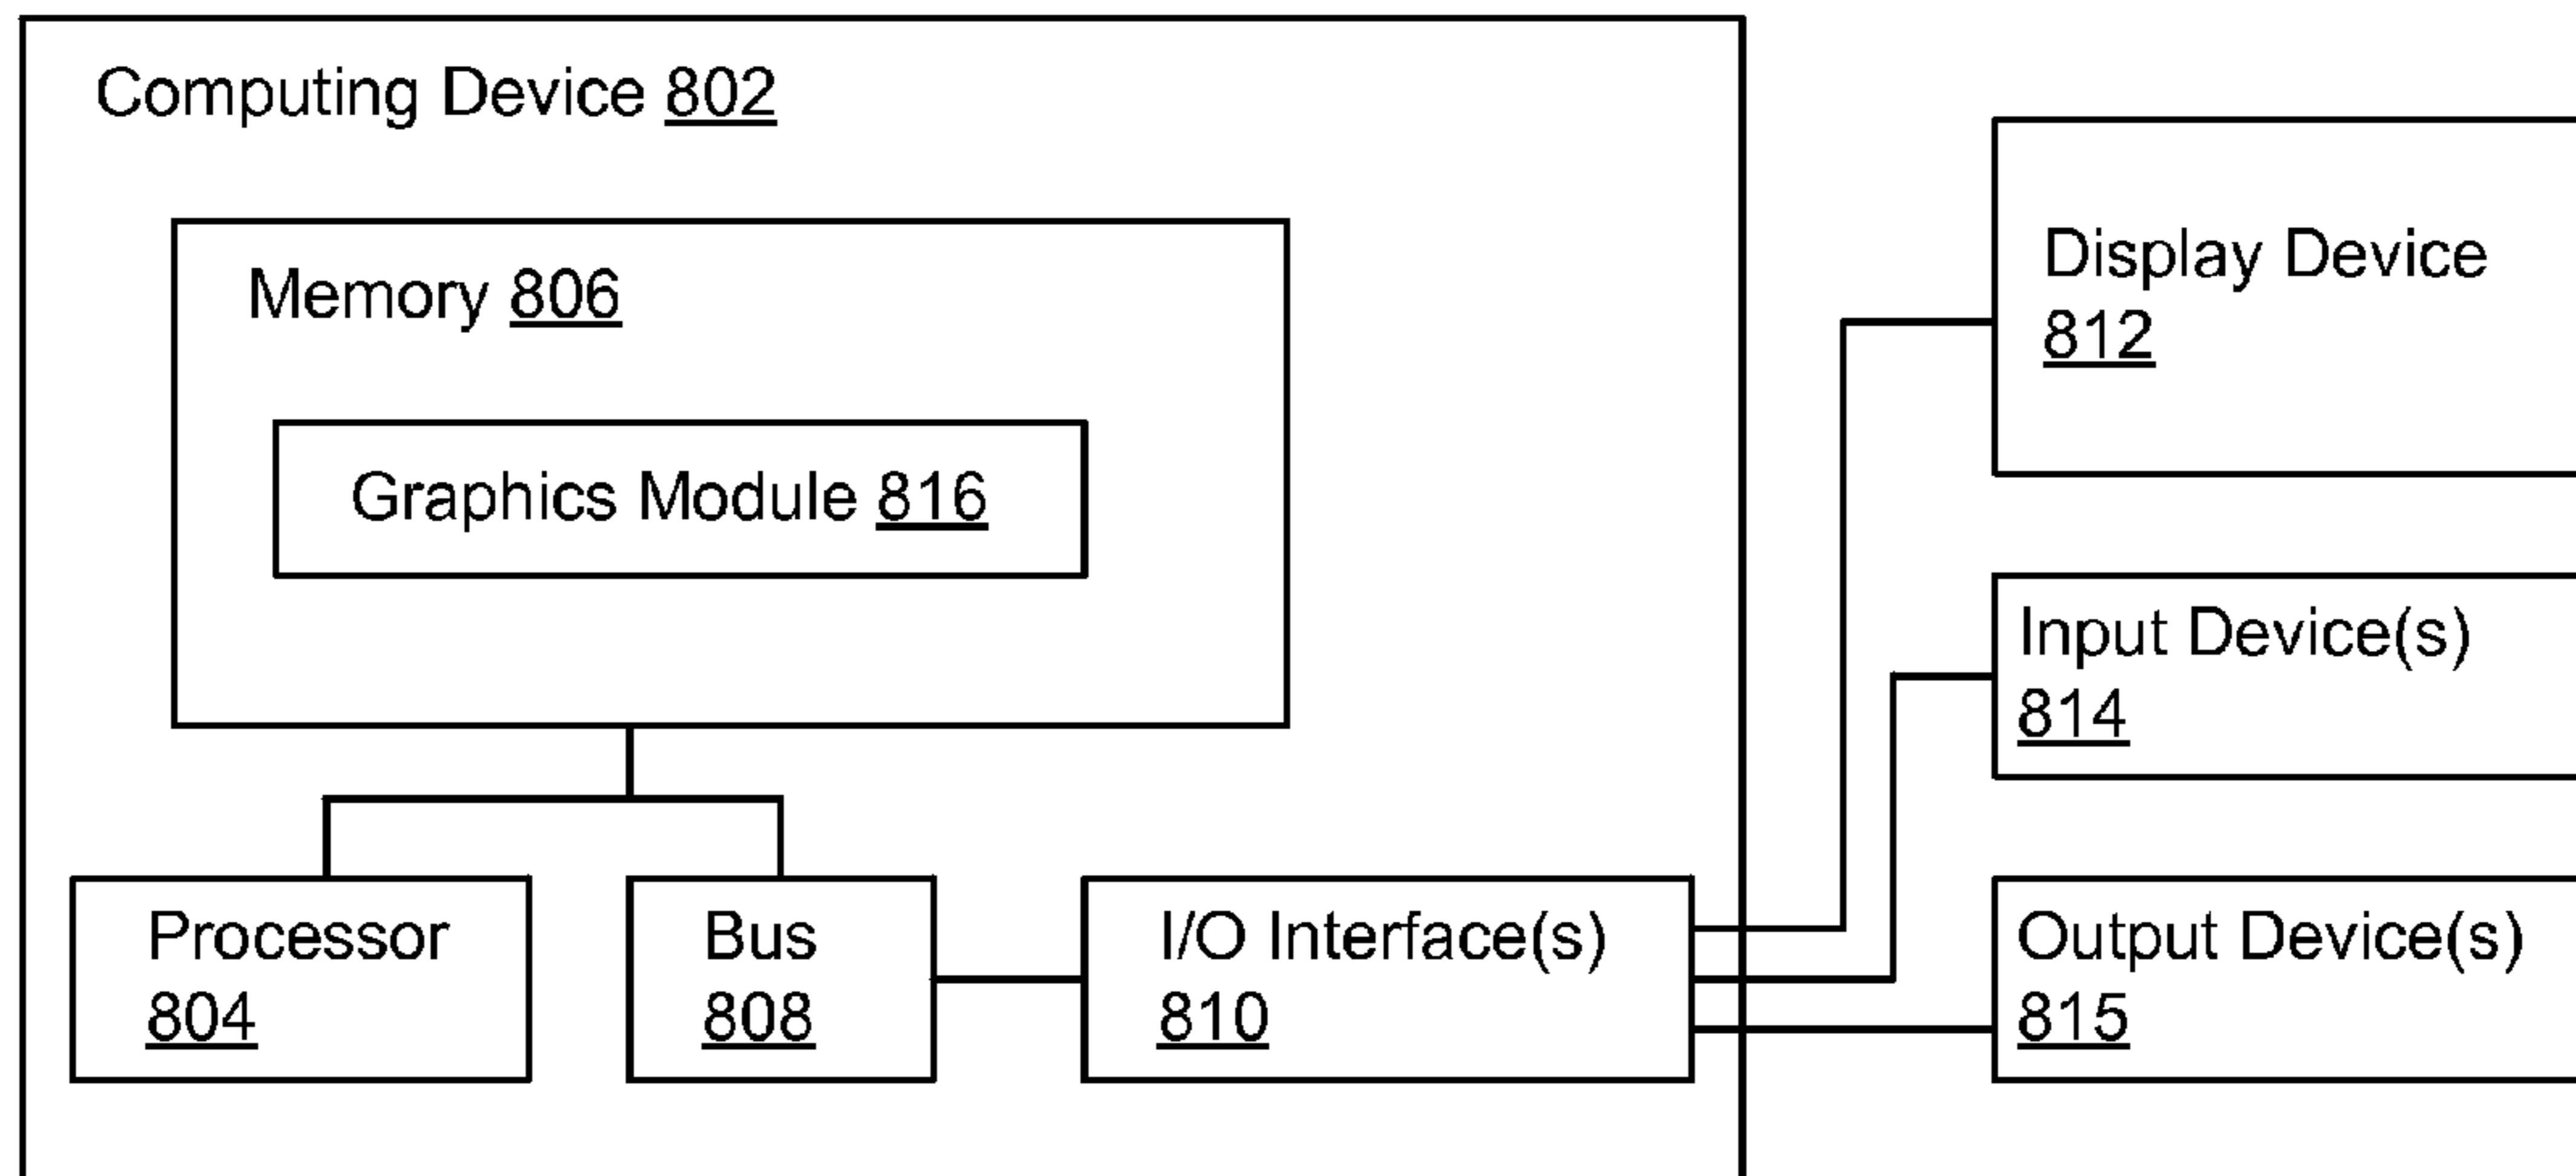 Computing Device 802
Memory 806
Graphics Module 816
Processor
804
Bus
808
I/O Interface(s)
810
Display Device
812
Input Device(s)
814
Output Device(s)
815